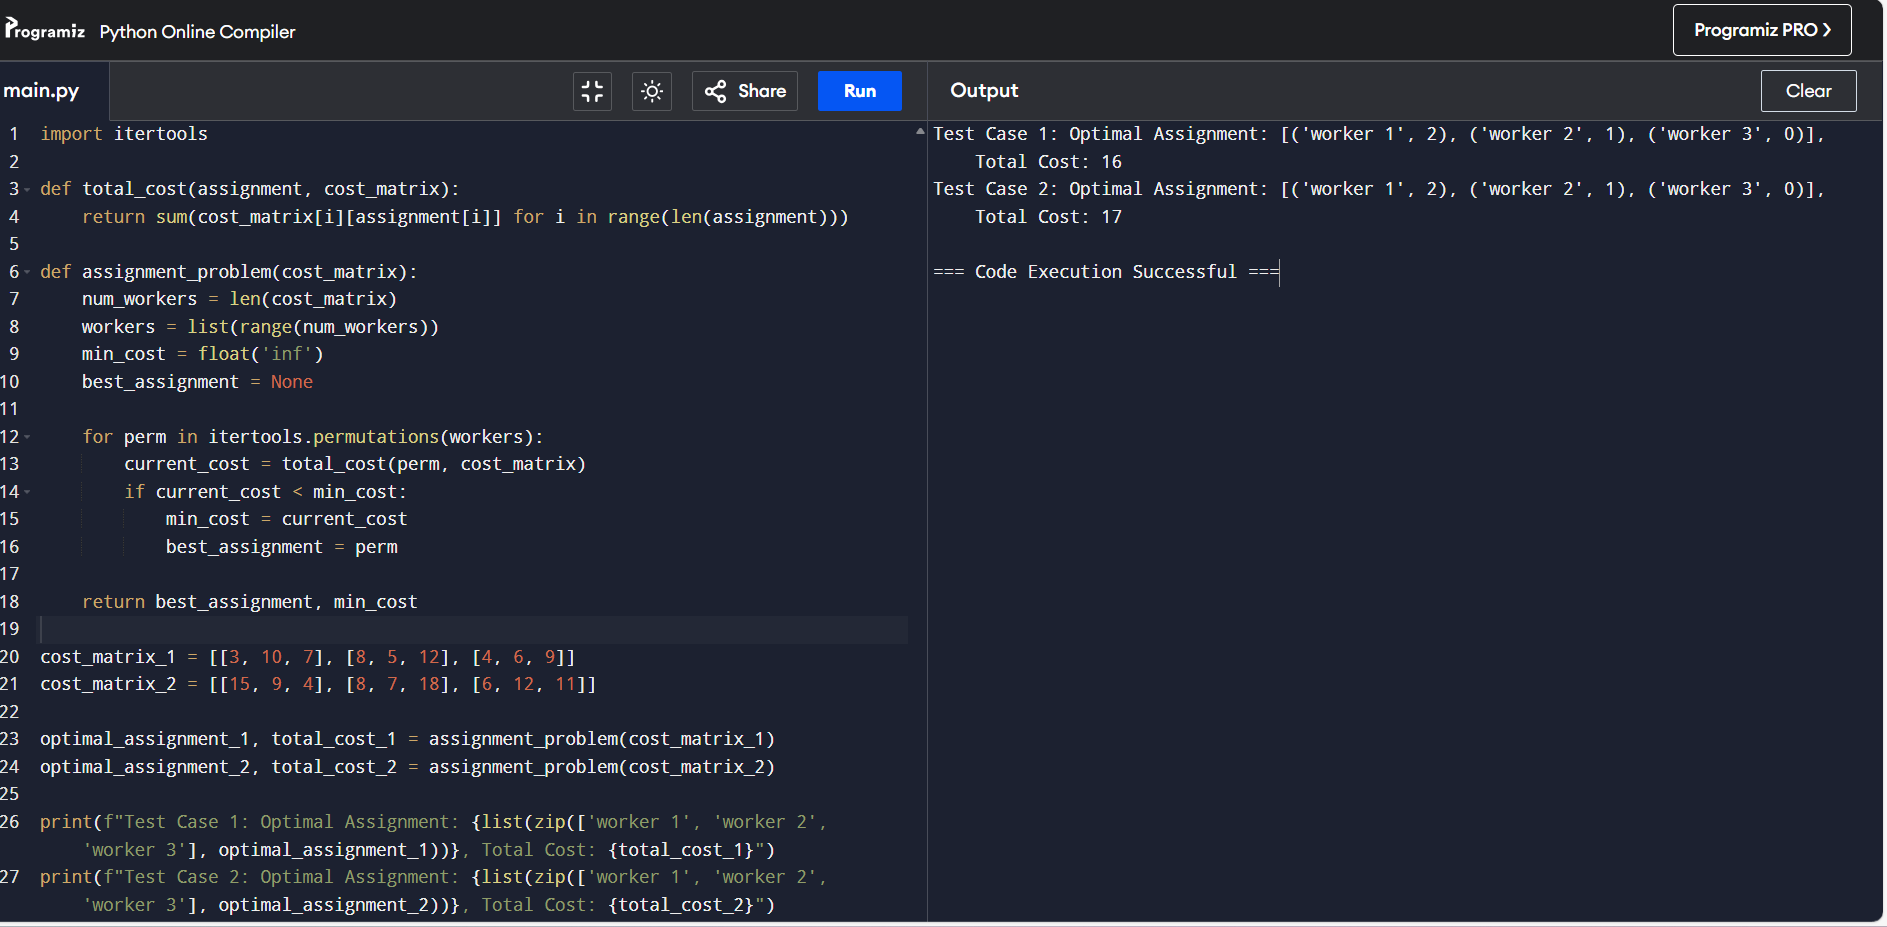 Programiz Python Online Compiler
Programiz PRO ❯
main.py
Share
Run
Output
Clear
1 import itertools
2
3 def total_cost(assignment, cost_matrix):
4     return sum(cost_matrix[i][assignment[i]] for i in range(len(assignment)))
5
6 def assignment_problem(cost_matrix):
7     num_workers = len(cost_matrix)
8     workers = list(range(num_workers))
9     min_cost = float('inf')
10     best_assignment = None
11
12     for perm in itertools.permutations(workers):
13         current_cost = total_cost(perm, cost_matrix)
14         if current_cost < min_cost:
15             min_cost = current_cost
16             best_assignment = perm
17
18     return best_assignment, min_cost
19
20 cost_matrix_1 = [[3, 10, 7], [8, 5, 12], [4, 6, 9]]
21 cost_matrix_2 = [[15, 9, 4], [8, 7, 18], [6, 12, 11]]
22
23 optimal_assignment_1, total_cost_1 = assignment_problem(cost_matrix_1)
24 optimal_assignment_2, total_cost_2 = assignment_problem(cost_matrix_2)
25
26 print(f"Test Case 1: Optimal Assignment: {list(zip(['worker 1', 'worker 2',
    'worker 3'], optimal_assignment_1))}, Total Cost: {total_cost_1}")
27 print(f"Test Case 2: Optimal Assignment: {list(zip(['worker 1', 'worker 2',
    'worker 3'], optimal_assignment_2))}, Total Cost: {total_cost_2}")
Test Case 1: Optimal Assignment: [('worker 1', 2), ('worker 2', 1), ('worker 3', 0)],
    Total Cost: 16
Test Case 2: Optimal Assignment: [('worker 1', 2), ('worker 2', 1), ('worker 3', 0)],
    Total Cost: 17
=== Code Execution Successful ===